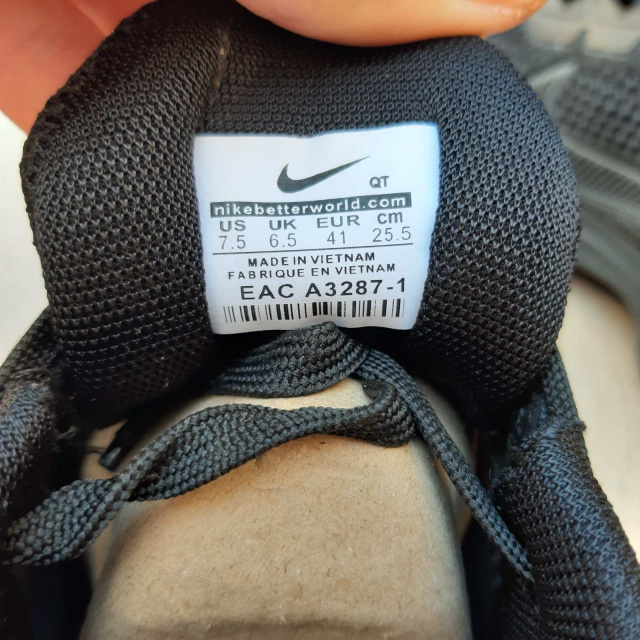 QT
nikebetterworld.com
US UK EUR cm
7.5 6.5 41 25.5
MADE IN VIETNAM
FABRIQUE EN VIETNAM
EAC A3287-1